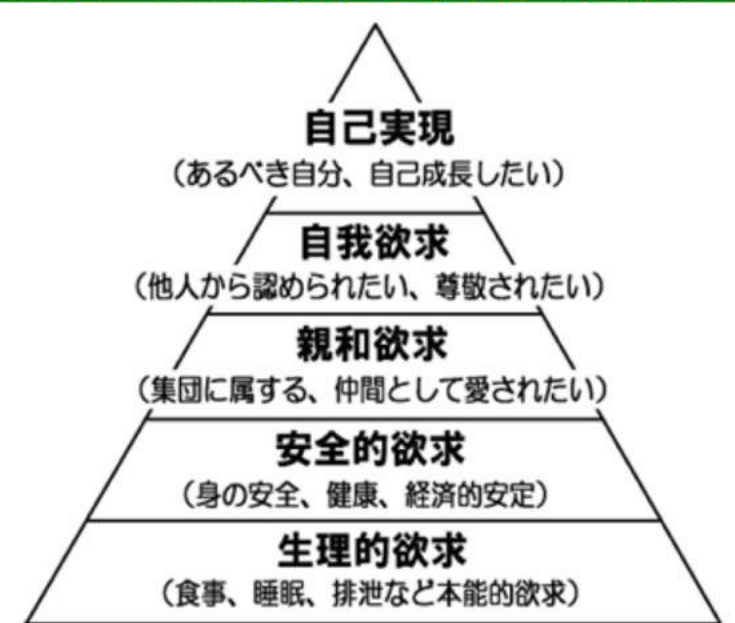 自己実現
（あるべき自分、自己成長したい）
自我欲求
（他人から認められたい、尊敬されたい）
親和欲求
（集団に属する、仲間として愛されたい）
安全的欲求
（身の安全、健康、経済的安定）
生理的欲求
（食事、睡眠、排泄など本能的欲求）